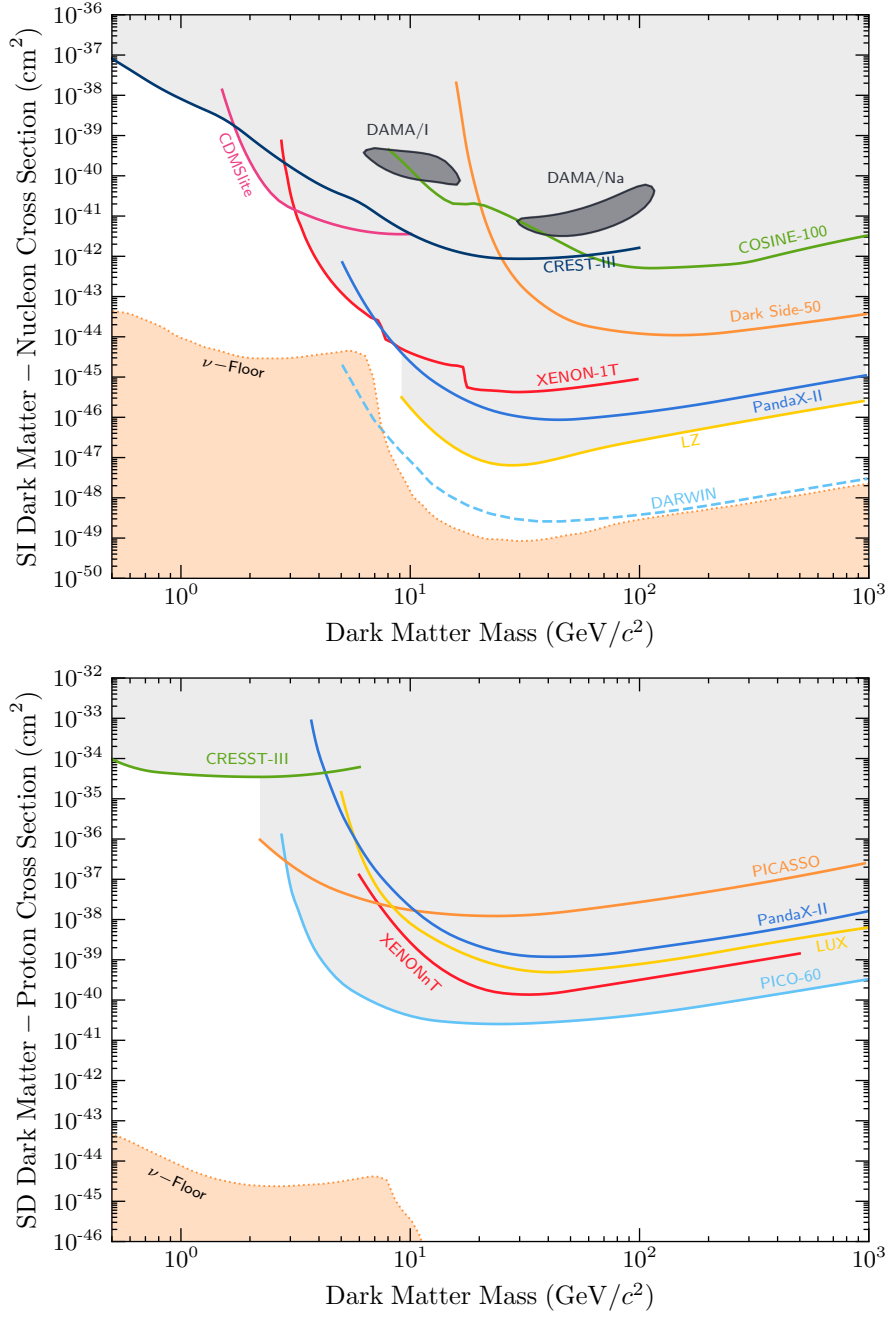 10^-36
10^-37
10^-38
10^-39
10^-40
10^-41
10^-42
10^-43
10^-44
10^-45
10^-46
10^-47
10^-48
10^-49
10^-50
SI Dark Matter − Nucleon Cross Section (cm^2)
CDMSlite
DAMA/I
DAMA/Na
COSINE-100
CREST-III
Dark Side-50
ν−Floor
XENON-1T
PandaX-II
LZ
DARWIN
10^0
10^1
10^2
10^3
Dark Matter Mass (GeV/c^2)
10^-32
10^-33
10^-34
10^-35
10^-36
10^-37
10^-38
10^-39
10^-40
10^-41
10^-42
10^-43
10^-44
10^-45
10^-46
SD Dark Matter − Proton Cross Section (cm^2)
CRESST-III
PICASSO
PandaX-II
LUX
XENONnT
PICO-60
ν−Floor
10^0
10^1
10^2
10^3
Dark Matter Mass (GeV/c^2)